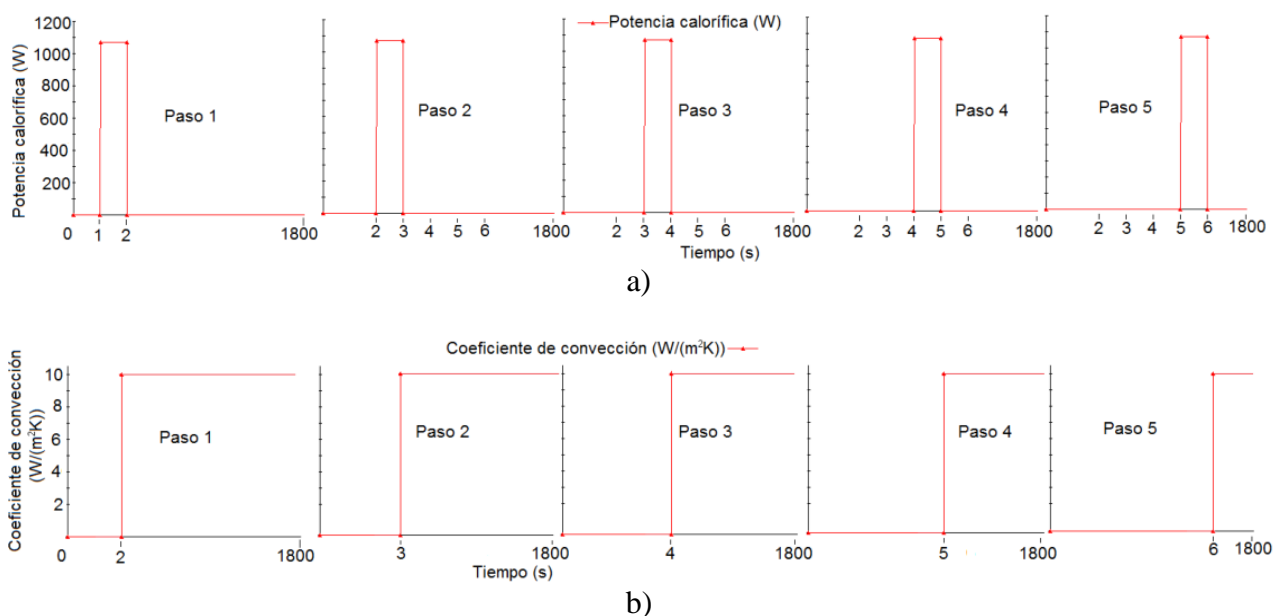 Potencia calorífica (W)
1200
1000
800
600
400
200
Potencia calorífica (W)
Paso 1
Paso 2
Paso 3
Paso 4
Paso 5
0 1 2 1800
2 3 4 5 6 1800
2 3 4 5 6 1800
2 3 4 5 6 1800
2 3 4 5 6 1800
Tiempo (s)
a)
Coeficiente de convección (W/(m²K))
Coeficiente de convección
(W/(m²K))
10
8
6
4
2
Paso 1
Paso 2
Paso 3
Paso 4
Paso 5
0 2 1800
3 1800
4 1800
5 1800
6 1800
Tiempo (s)
b)